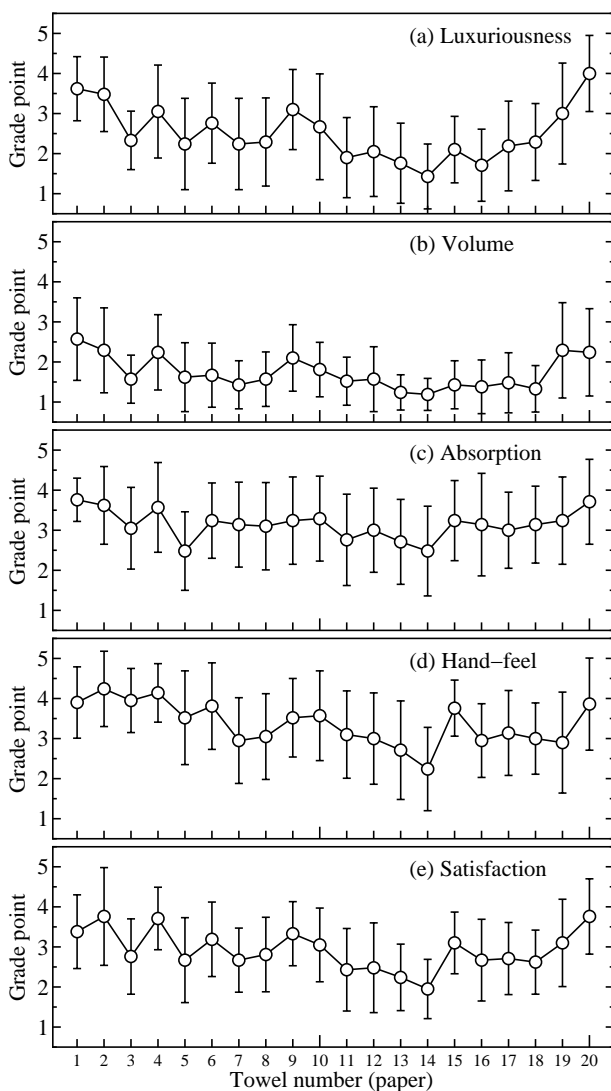 5
(a) Luxuriousness
4
3
2
1
Grade point
5
(b) Volume
4
3
2
1
Grade point
5
(c) Absorption
4
3
2
1
Grade point
5
(d) Hand−feel
4
3
2
1
Grade point
5
(e) Satisfaction
4
3
2
1
Grade point
1 2 3 4 5 6 7 8 9 10 11 12 13 14 15 16 17 18 19 20
Towel number (paper)